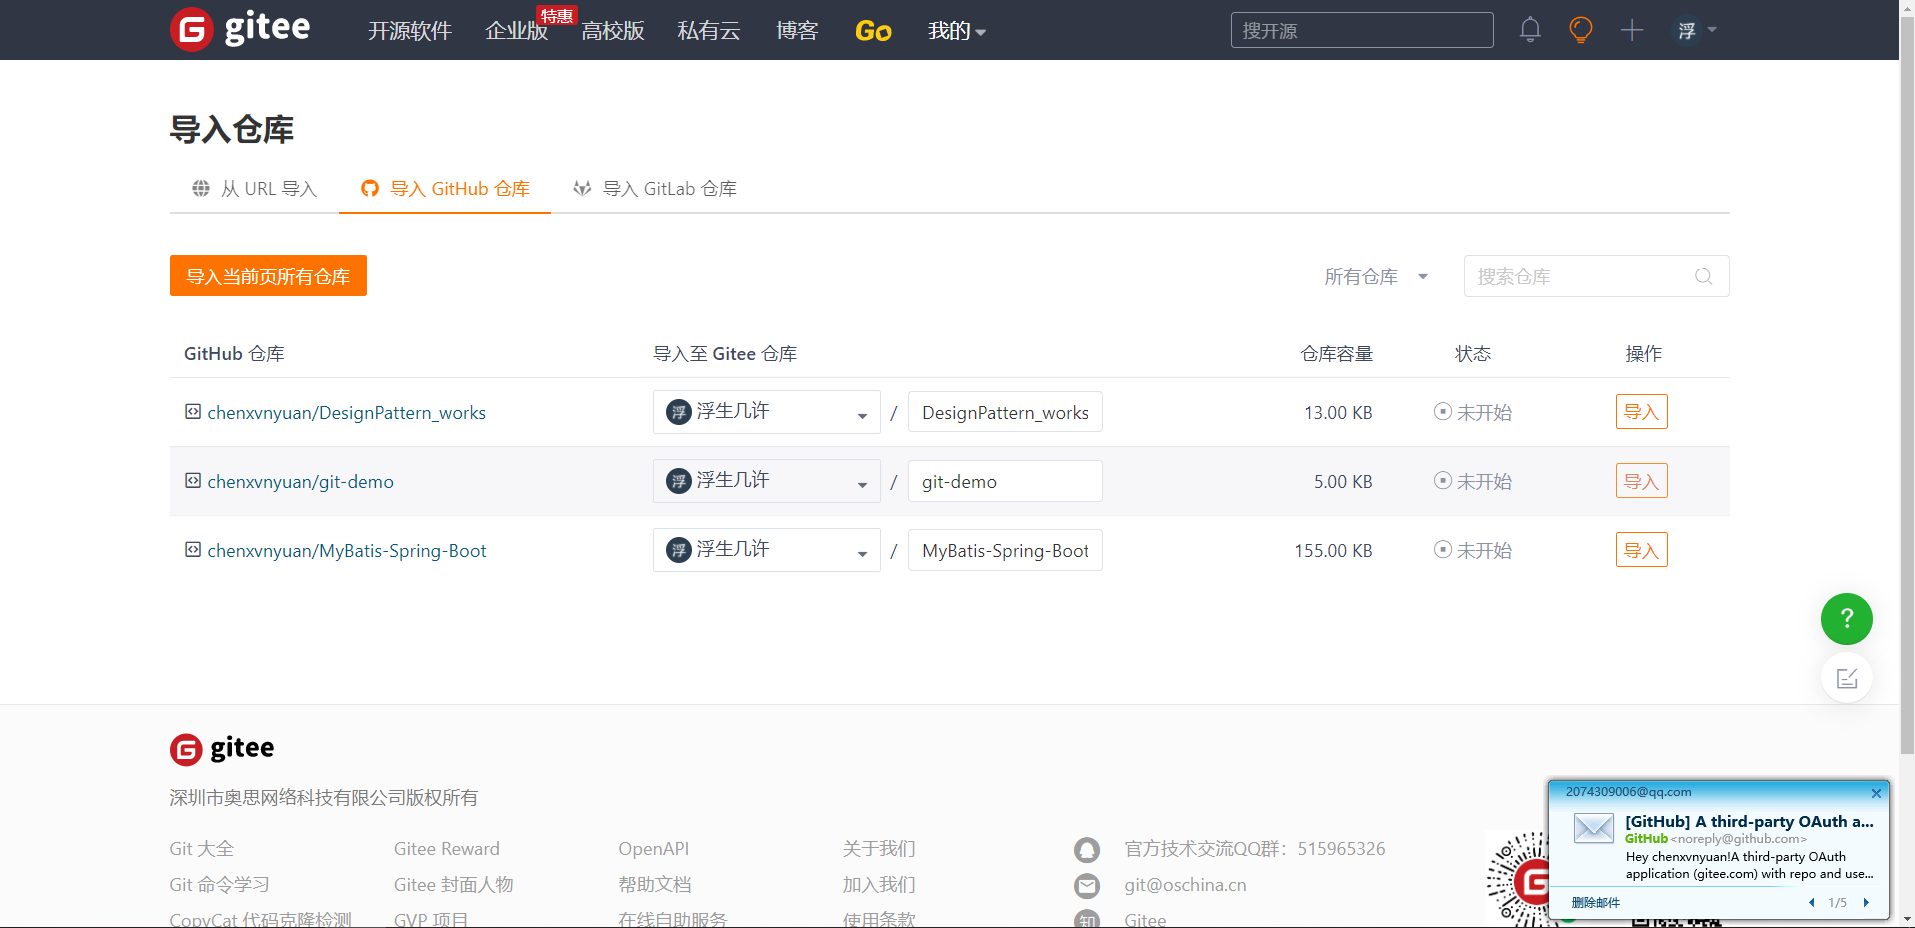 gitee 开源软件 企业版 特惠 高校版 私有云 博客 Go 我的 搜开源 浮
导入仓库
从 URL 导入 导入 GitHub 仓库 导入 GitLab 仓库
导入当前页所有仓库 所有仓库 搜索仓库
GitHub 仓库 导入至 Gitee 仓库 仓库容量 状态 操作
chenxvnyuan/DesignPattern_works 浮 浮生几许 / DesignPattern_works 13.00 KB 未开始 导入
chenxvnyuan/git-demo 浮 浮生几许 / git-demo 5.00 KB 未开始 导入
chenxvnyuan/MyBatis-Spring-Boot 浮 浮生几许 / MyBatis-Spring-Boot 155.00 KB 未开始 导入
?
gitee
深圳市奥思网络科技有限公司版权所有
Git 大全 Gitee Reward OpenAPI 关于我们 官方技术交流QQ群：515965326
Git 命令学习 Gitee 封面人物 帮助文档 加入我们 git@oschina.cn
CopyCat 代码克隆检测 GVP 项目 在线自助服务 使用条款 知 Gitee
2074309006@qq.com
[GitHub] A third-party OAuth a...
GitHub <noreply@github.com>
Hey chenxvnyuan!A third-party OAuth
application (gitee.com) with repo and use...
删除邮件 1/5